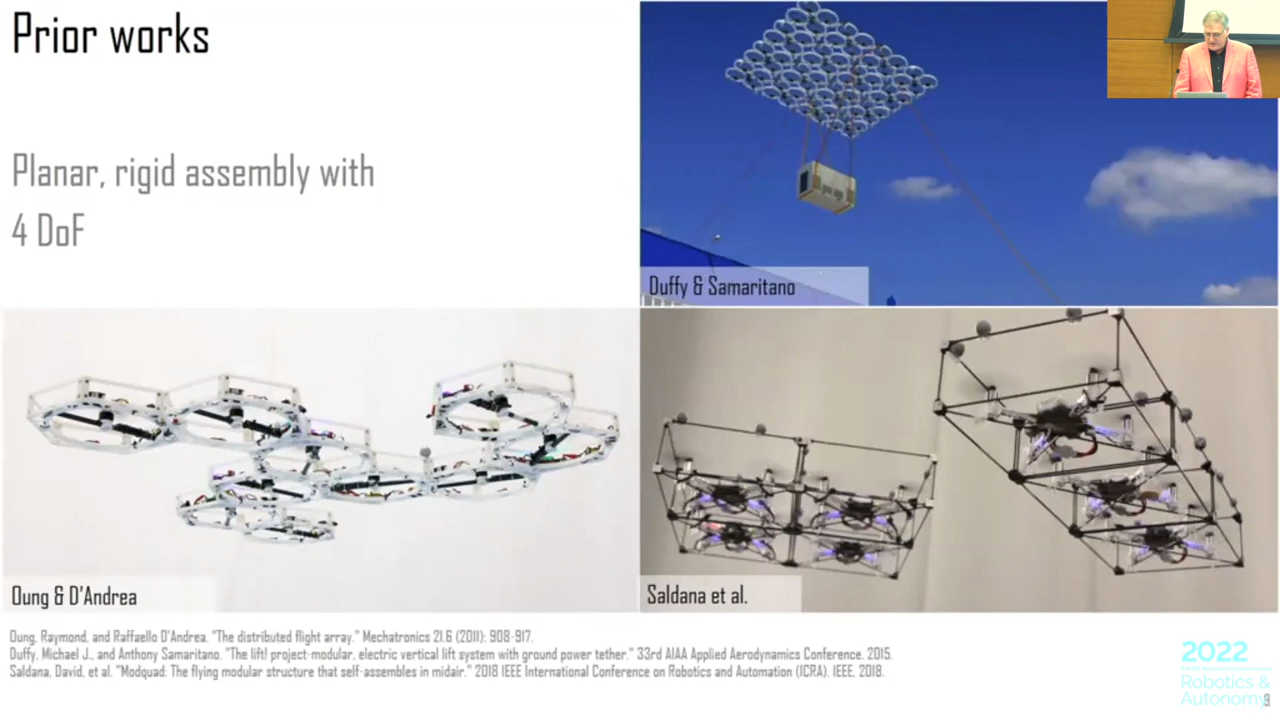 Prior works
Planar, rigid assembly with
4 DoF
Duffy & Samaritano
Oung & D'Andrea
Saldana et al.
Oung, Raymond, and Raffaello D'Andrea. "The distributed flight array." Mechatronics 21.6 (2011): 908-917.
Duffy, Michael J., and Anthony Samaritano. "The lift! project-modular, electric vertical lift system with ground power tether." 33rd AIAA Applied Aerodynamics Conference. 2015.
Saldana, David, et al. "Modquad: The flying modular structure that self-assembles in midair." 2018 IEEE International Conference on Robotics and Automation (ICRA). IEEE, 2018.
2022
Robotics &
Autonomy